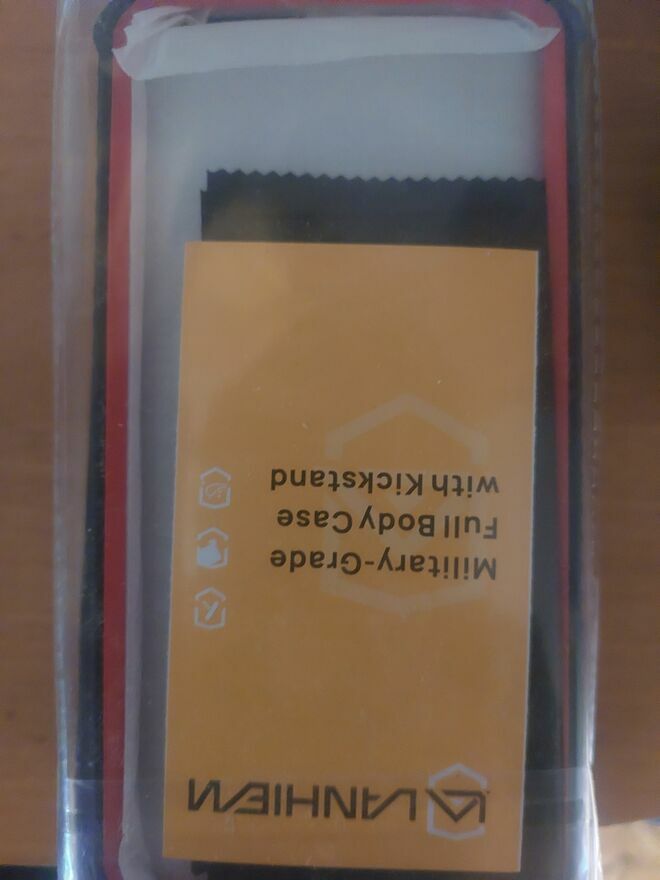 LANHIEM
Military-Grade
Full Body Case
with Kickstand